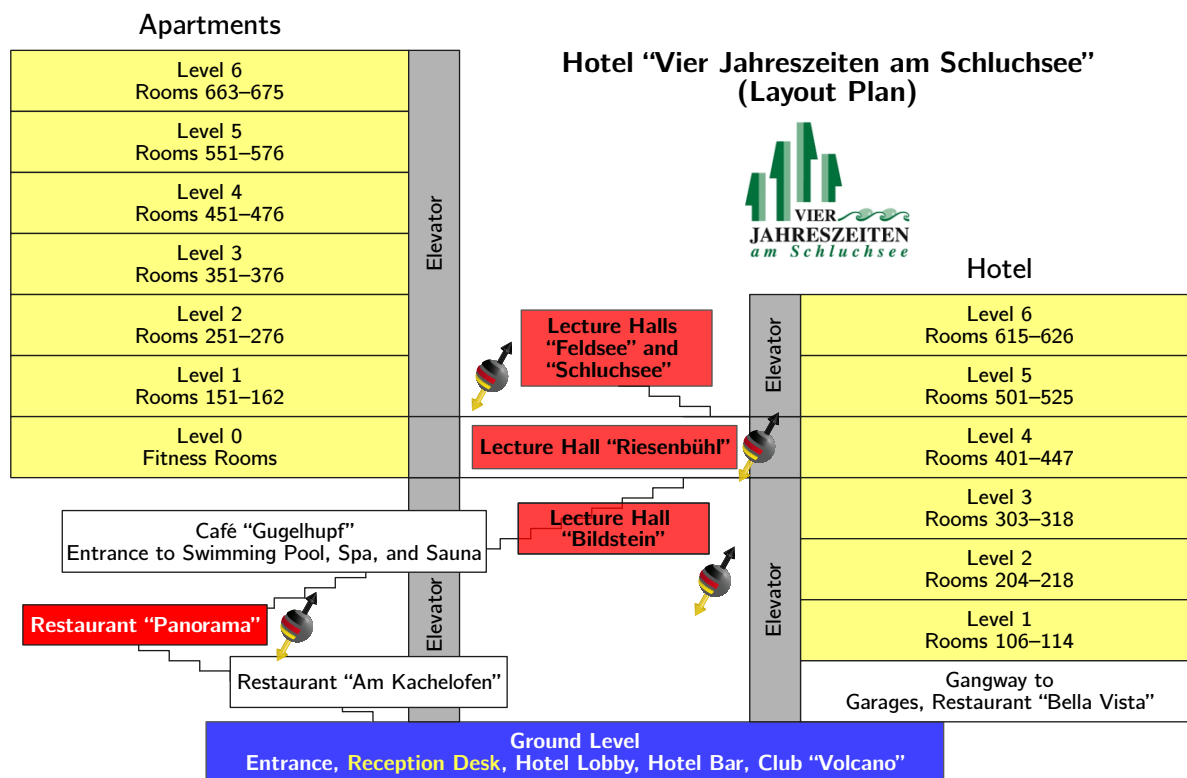 Apartments
Hotel “Vier Jahreszeiten am Schluchsee”
(Layout Plan)
Level 6
Rooms 663–675
Level 5
Rooms 551–576
Level 4
Rooms 451–476
Level 3
Rooms 351–376
Level 2
Rooms 251–276
Level 1
Rooms 151–162
Level 0
Fitness Rooms
Elevator
VIER
JAHRESZEITEN
am Schluchsee
Hotel
Lecture Halls
“Feldsee” and
“Schluchsee”
Elevator
Level 6
Rooms 615–626
Level 5
Rooms 501–525
Level 4
Rooms 401–447
Level 3
Rooms 303–318
Level 2
Rooms 204–218
Level 1
Rooms 106–114
Gangway to
Garages, Restaurant “Bella Vista”
Lecture Hall “Riesenbühl”
Lecture Hall
“Bildstein”
Elevator
Café “Gugelhupf”
Entrance to Swimming Pool, Spa, and Sauna
Elevator
Restaurant “Panorama”
Restaurant “Am Kachelofen”
Ground Level
Entrance, Reception Desk, Hotel Lobby, Hotel Bar, Club “Volcano”